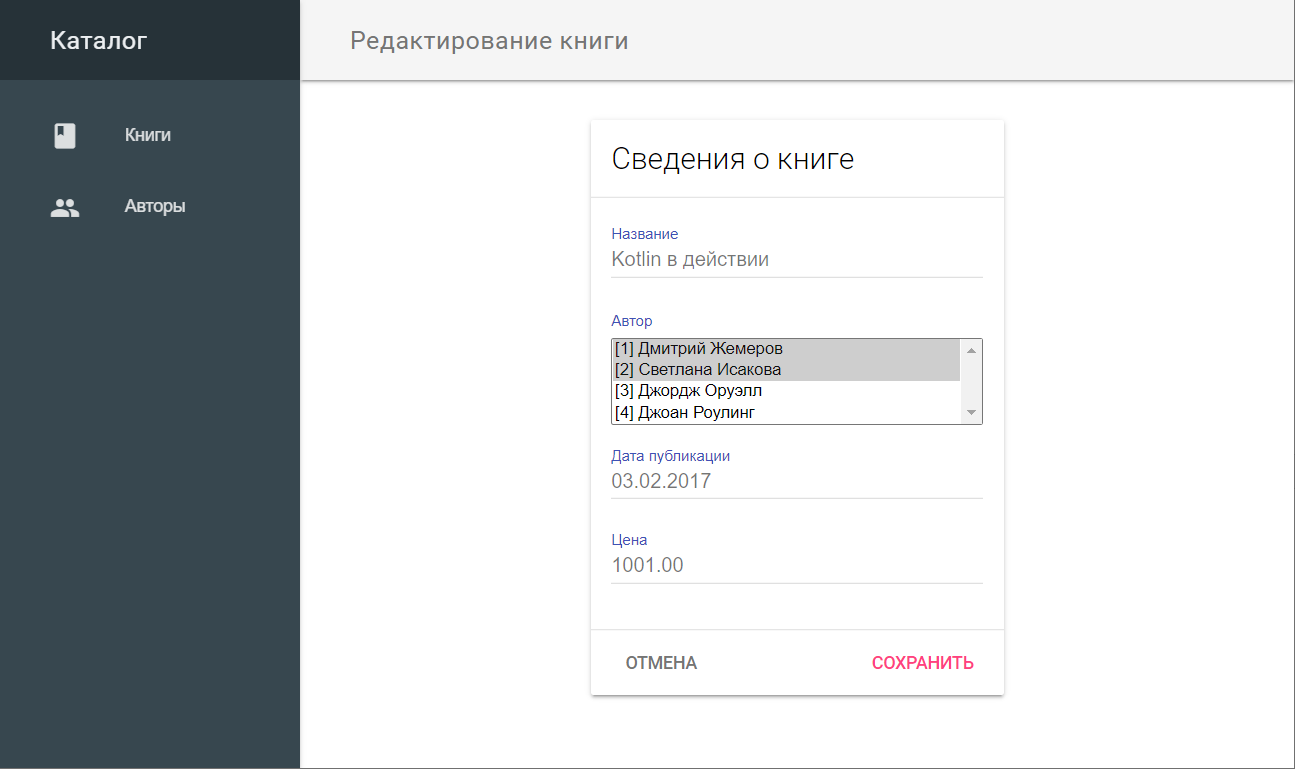 Каталог
Редактирование книги
Книги
Авторы
Сведения о книге
Название
Kotlin в действии
Автор
[1] Дмитрий Жемеров
[2] Светлана Исакова
[3] Джордж Оруэлл
[4] Джоан Роулинг
Дата публикации
03.02.2017
Цена
1001.00
ОТМЕНА
СОХРАНИТЬ